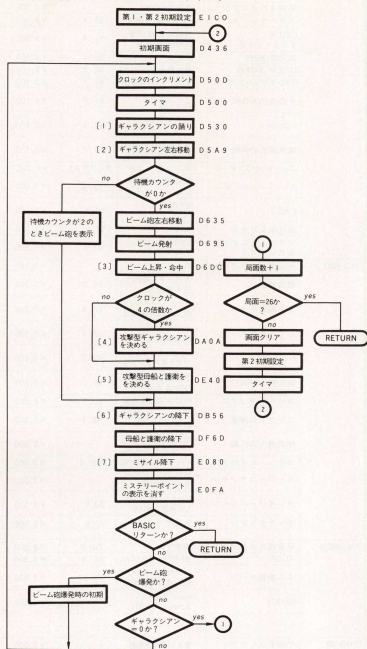 第1・第2初期設定 E1C0
2
初期画面 D436
クロックのインクリメント D50D
タイマ D500
[1] ギャラクシアンの踊り D530
[2] ギャラクシアン左右移動 D5A9
no
待機カウンタ
が0か
yes
待機カウンタが2の
ときビーム砲を表示
ビーム砲左右移動 D635
ビーム発射 D695
[3] ビーム上昇・命中 D6DC
no
クロックが
4の倍数か
yes
[4] 攻撃型ギャラクシアン
を決める DA0A
[5] 攻撃型母船と護衛を
を決める DE40
[6] ギャラクシアンの降下 DB56
母船と護衛の降下 DF6D
[7] ミサイル降下 E080
ミステリーポイント
の表示を消す E0FA
BASIC
リターンか?
yes
RETURN
no
ビーム砲
爆発か?
yes
ビーム砲爆発時の初期
no
ギャラクシアン
=0か?
yes
1
no
1
局面数+1
局面=26か
?
yes
RETURN
no
画面クリア
第2初期設定
タイマ
2